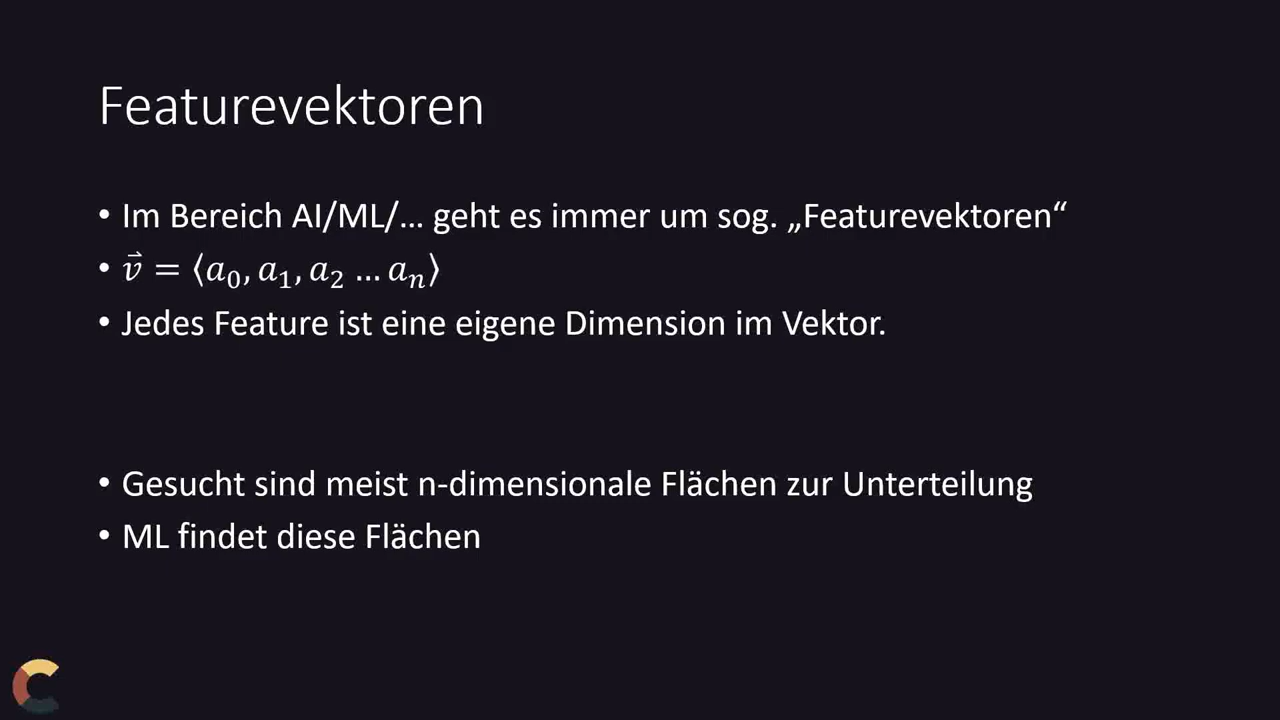 Featurevektoren
• Im Bereich AI/ML/… geht es immer um sog. „Featurevektoren“
• v⃗ = ⟨a₀, a₁, a₂ … aₙ⟩
• Jedes Feature ist eine eigene Dimension im Vektor.
• Gesucht sind meist n-dimensionale Flächen zur Unterteilung
• ML findet diese Flächen